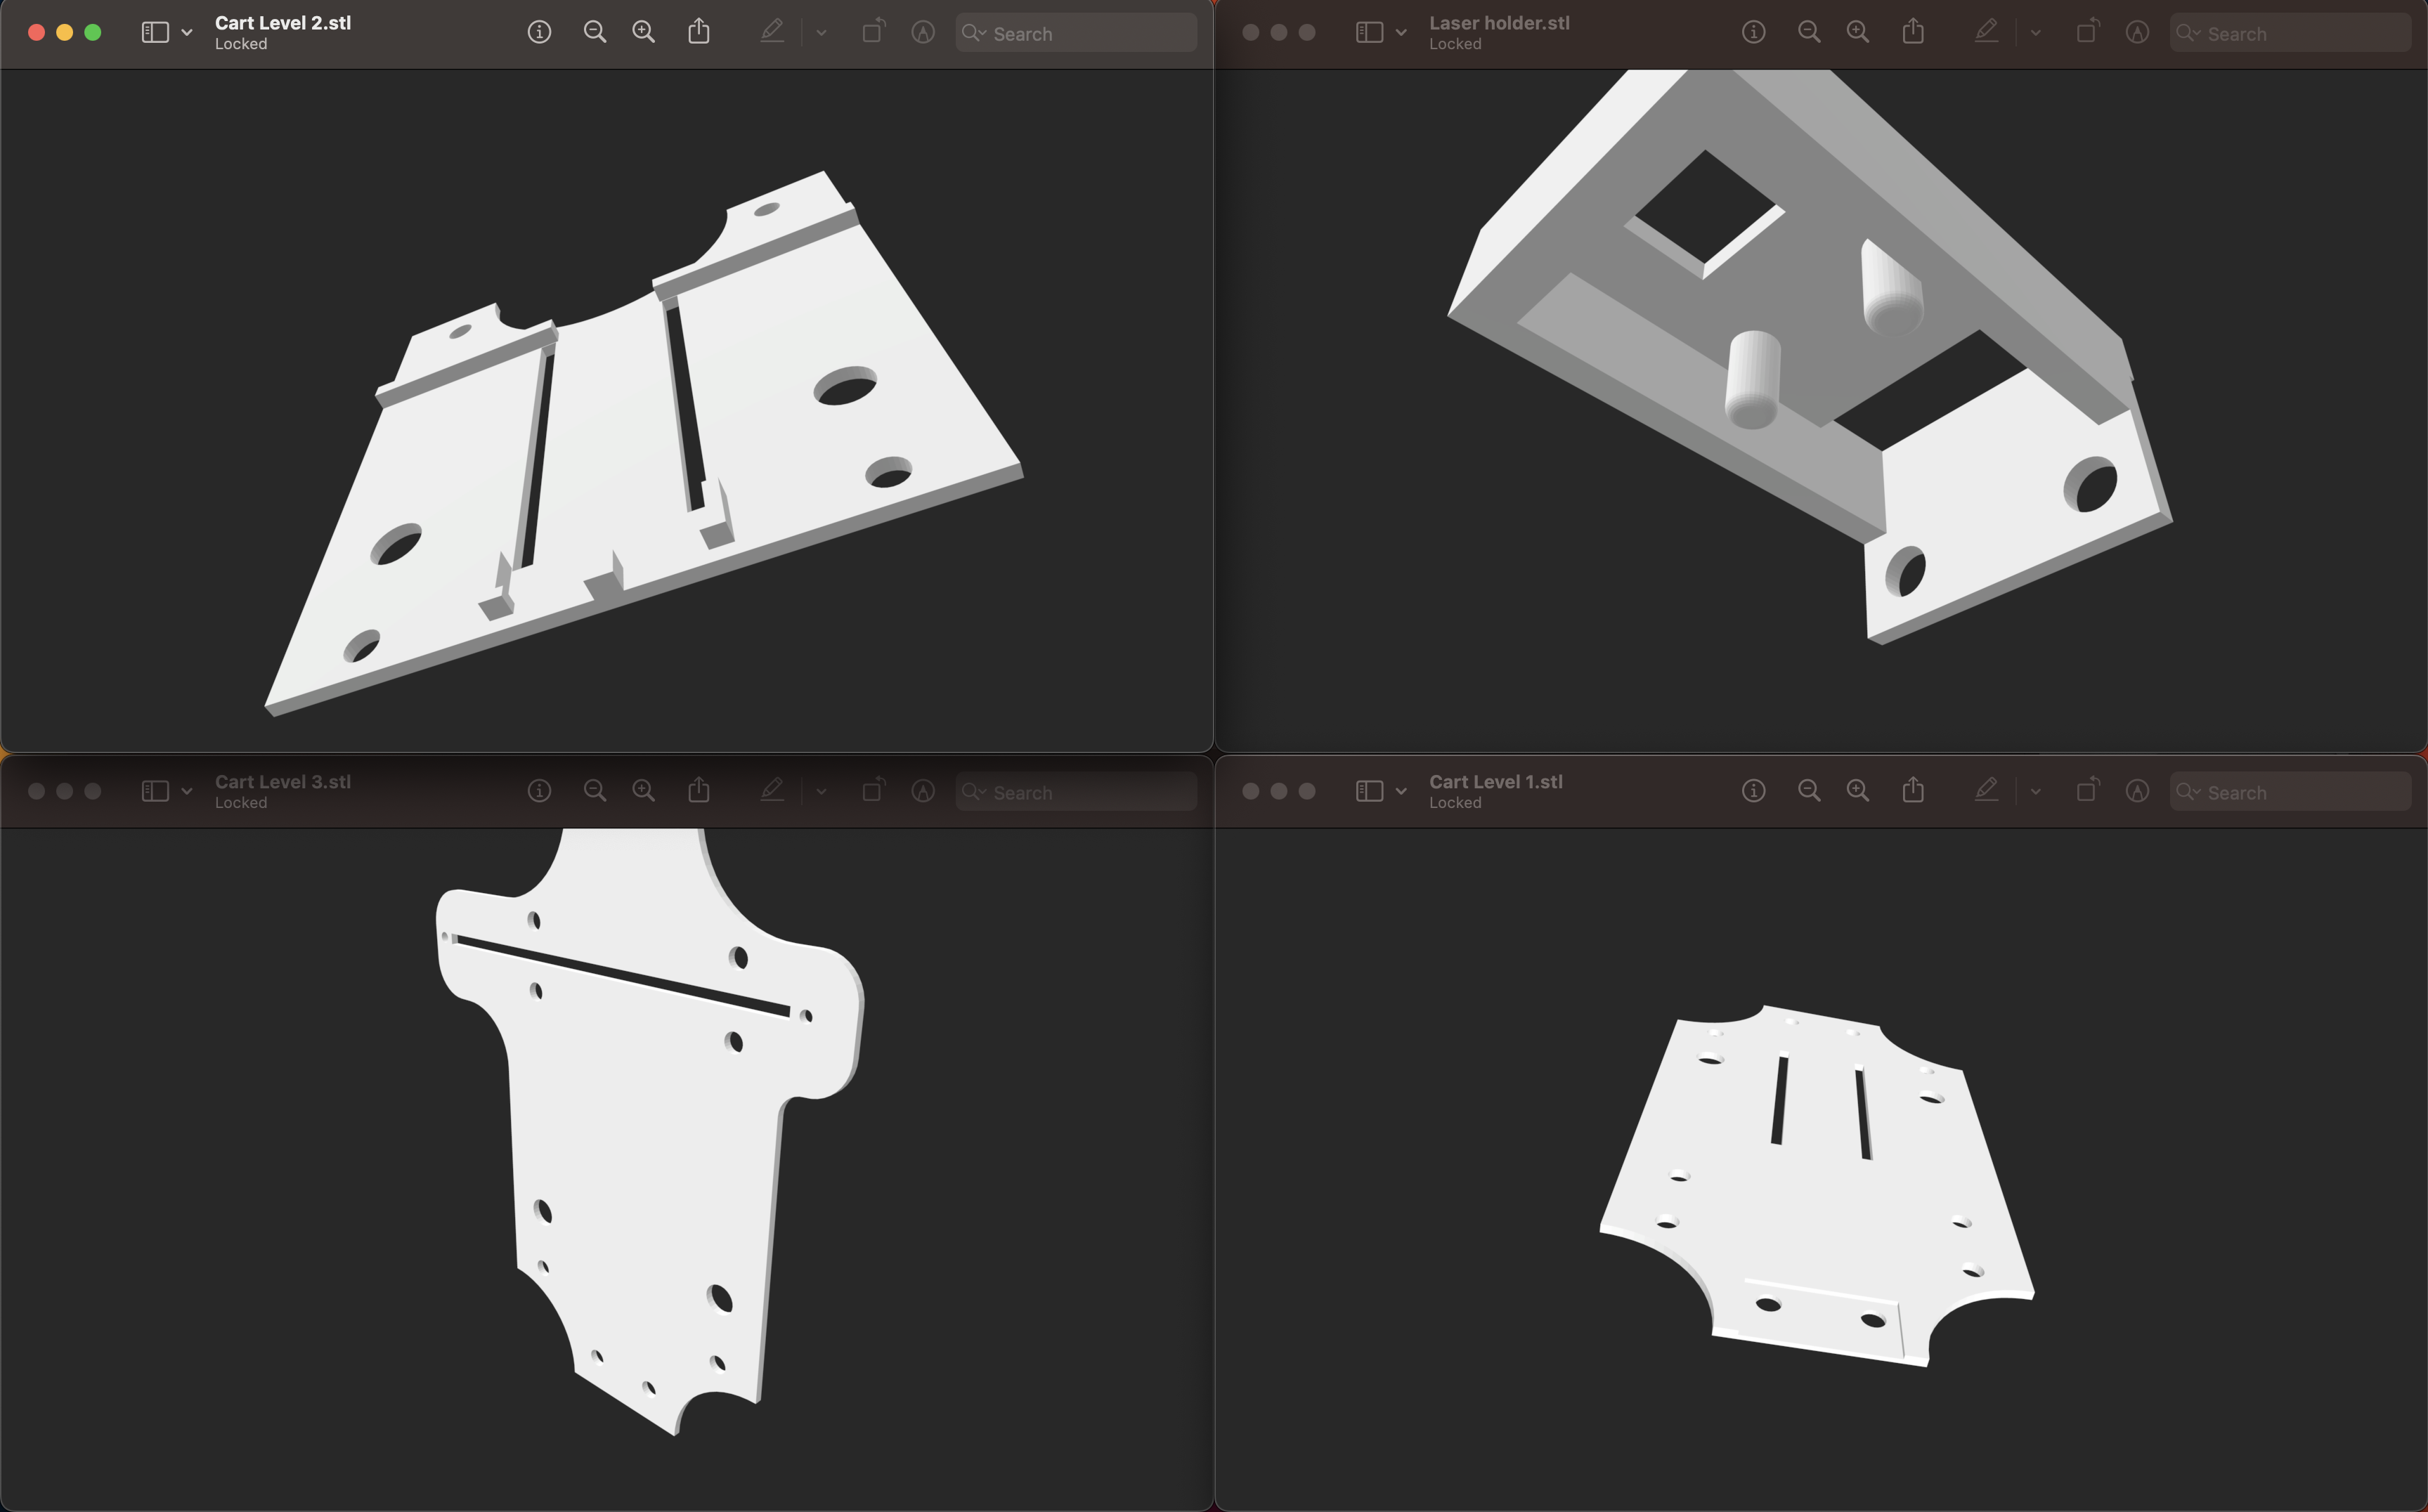 Cart Level 2.stl
Locked
Search
Laser holder.stl
Locked
Search
Cart Level 3.stl
Locked
Search
Cart Level 1.stl
Locked
Search